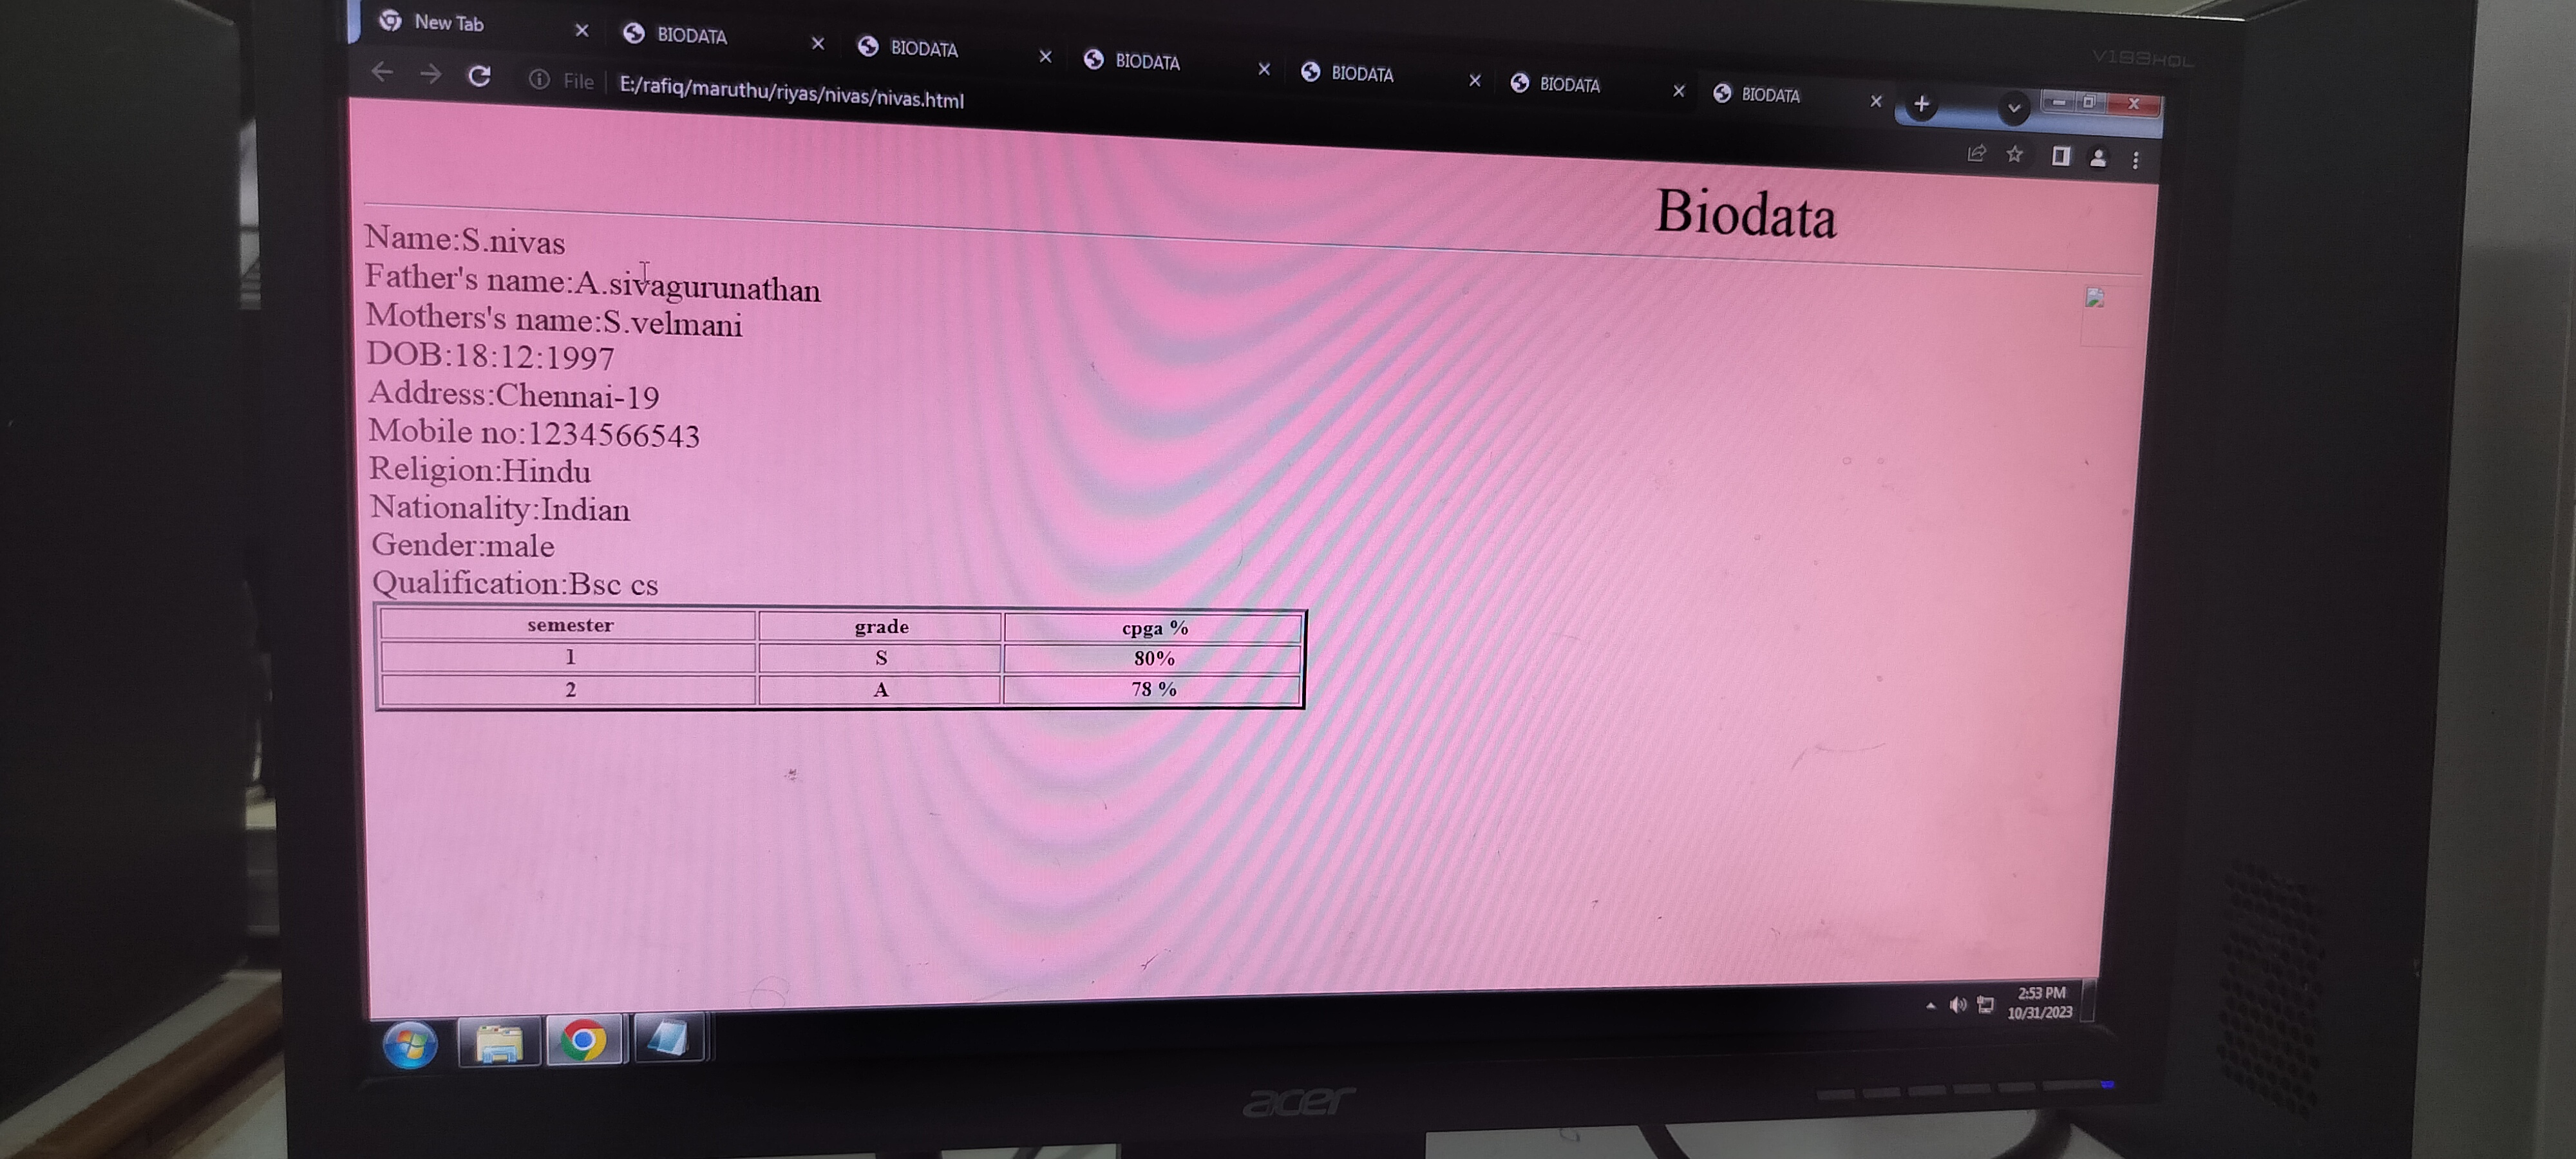 New Tab
BIODATA
BIODATA
BIODATA
BIODATA
BIODATA
BIODATA
V193HQL
File
E:/rafiq/maruthu/riyas/nivas/nivas.html
Biodata
Name:S.nivas
Father's name:A.sivagurunathan
Mothers's name:S.velmani
DOB:18:12:1997
Address:Chennai-19
Mobile no:1234566543
Religion:Hindu
Nationality:Indian
Gender:male
Qualification:Bsc cs
semester grade cpga %
1 S 80%
2 A 78 %
2:53 PM
10/31/2023
acer